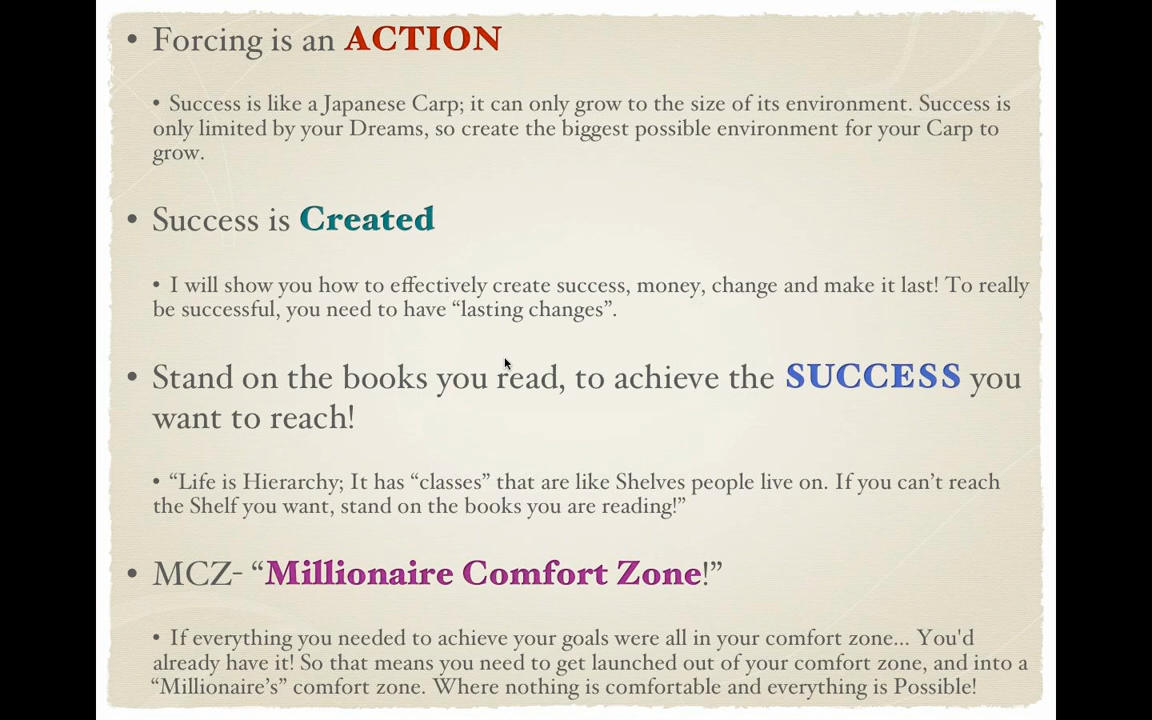 • Forcing is an ACTION
• Success is like a Japanese Carp; it can only grow to the size of its environment. Success is
only limited by your Dreams, so create the biggest possible environment for your Carp to
grow.
• Success is Created
• I will show you how to effectively create success, money, change and make it last! To really
be successful, you need to have “lasting changes”.
• Stand on the books you read, to achieve the SUCCESS you
want to reach!
• “Life is Hierarchy; It has “classes” that are like Shelves people live on. If you can’t reach
the Shelf you want, stand on the books you are reading!”
• MCZ- “Millionaire Comfort Zone!”
• If everything you needed to achieve your goals were all in your comfort zone... You'd
already have it! So that means you need to get launched out of your comfort zone, and into a
“Millionaire’s” comfort zone. Where nothing is comfortable and everything is Possible!